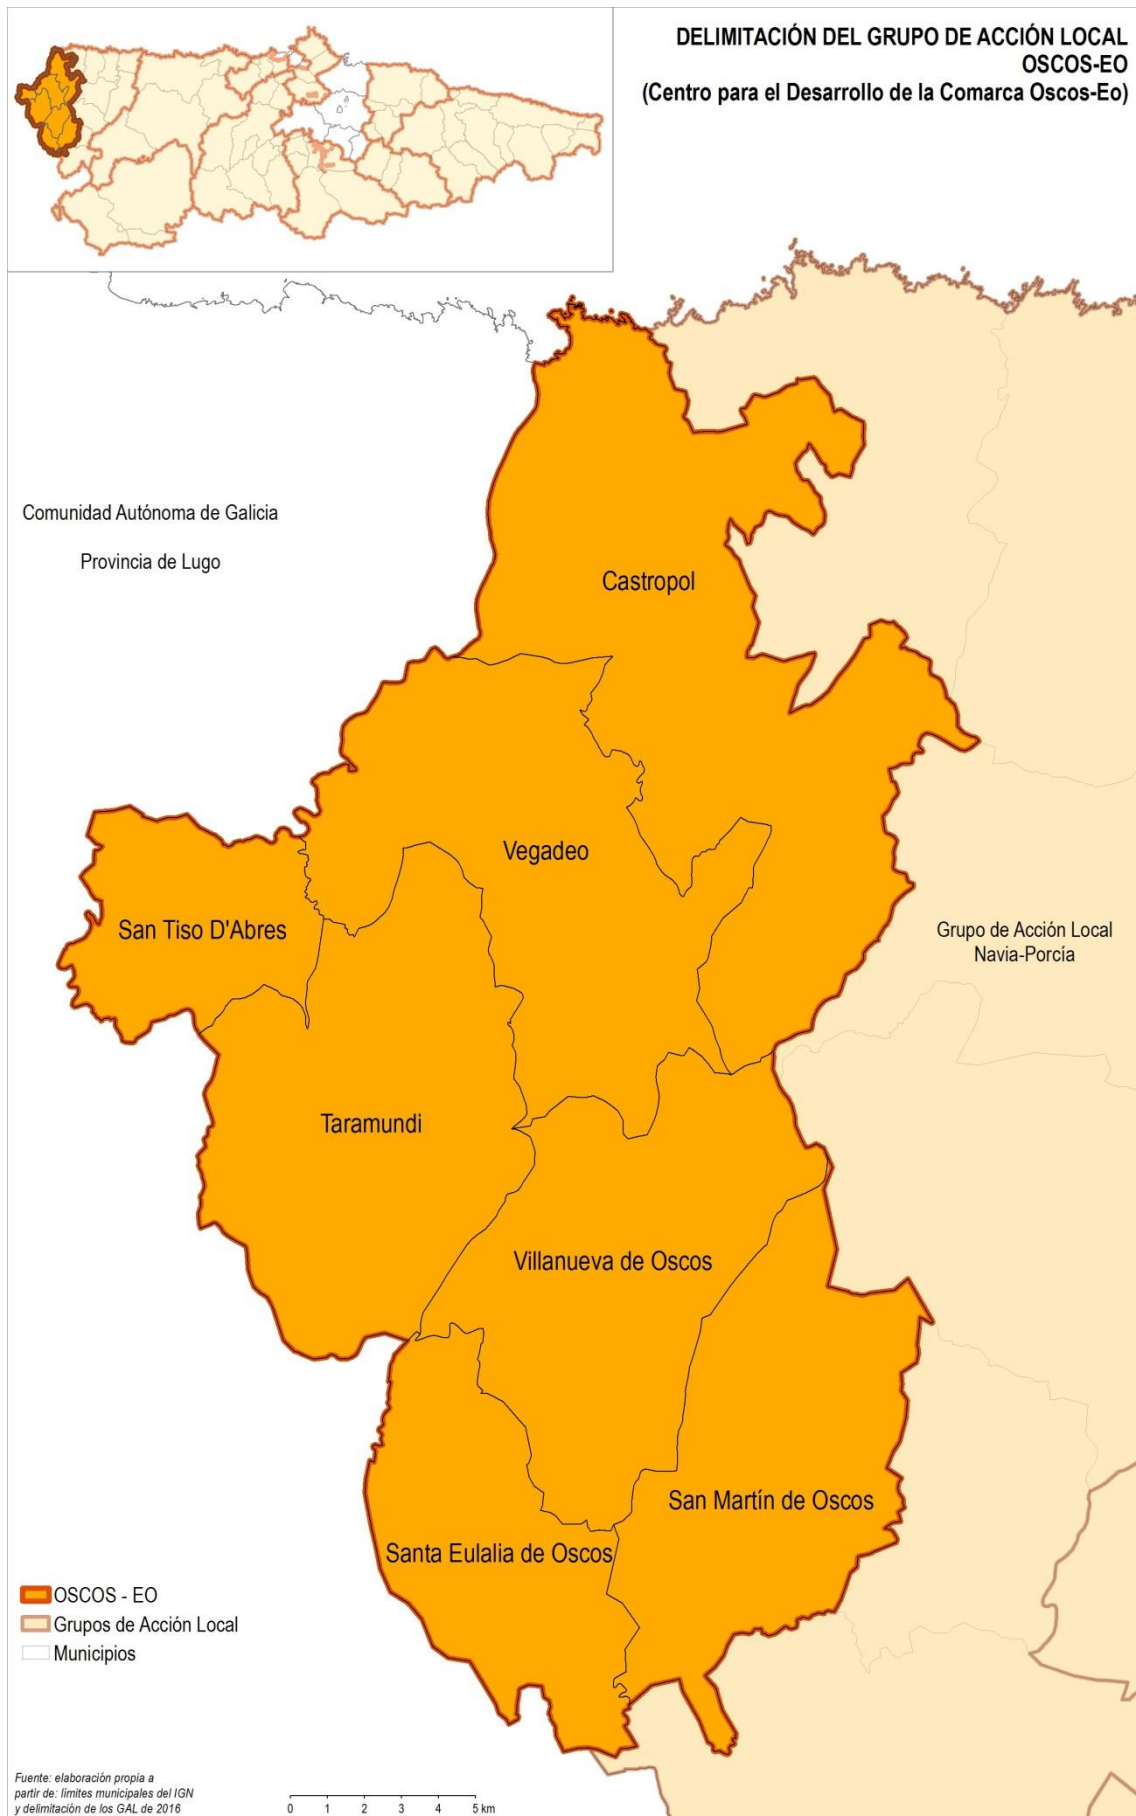 DELIMITACIÓN DEL GRUPO DE ACCIÓN LOCAL
OSCOS-EO
(Centro para el Desarrollo de la Comarca Oscos-Eo)
Comunidad Autónoma de Galicia
Provincia de Lugo
Castropol
Vegadeo
San Tiso D'Abres
Grupo de Acción Local
Navia-Porcía
Taramundi
Villanueva de Oscos
San Martín de Oscos
Santa Eulalia de Oscos
OSCOS - EO
Grupos de Acción Local
Municipios
Fuente: elaboración propia a
partir de: límites municipales del IGN
y delimitación de los GAL de 2016
0 1 2 3 4 5 km